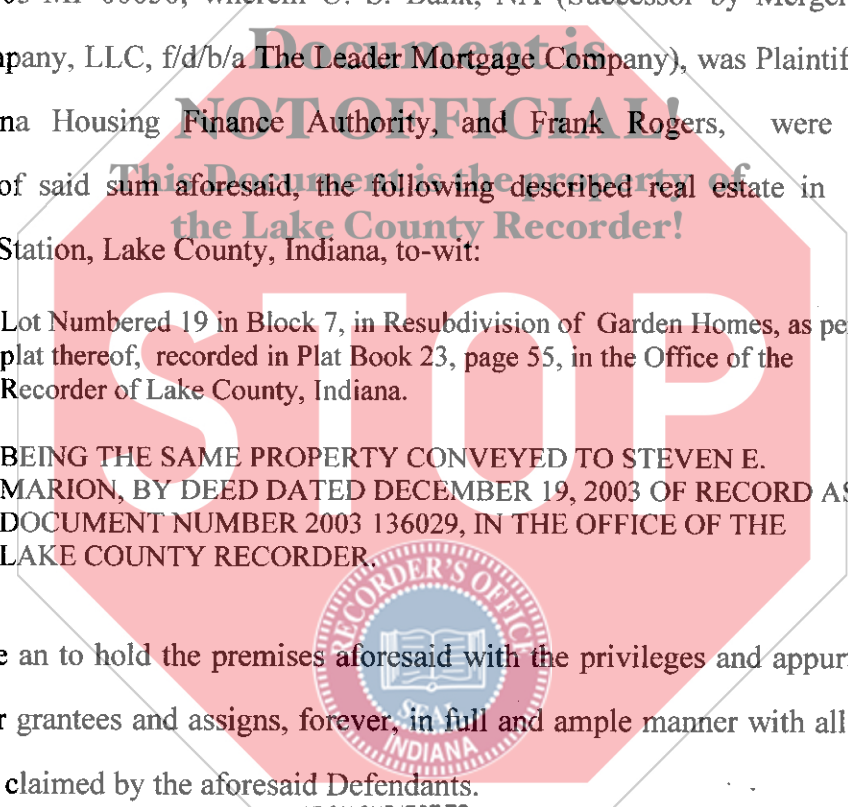 wherein U. S. Bank, NA (Successor by Merger
Company, LLC, f/d/b/a The Leader Mortgage Company), was Plaintif
Document is
na Housing Finance Authority, and Frank Rogers, were
NOT OFFICIAL!
of said sum aforesaid, the following described real estate in
This Document is the property of
the Lake County Recorder!
Station, Lake County, Indiana, to-wit:
Lot Numbered 19 in Block 7, in Resubdivision of Garden Homes, as pe
plat thereof, recorded in Plat Book 23, page 55, in the Office of the
Recorder of Lake County, Indiana.
STOP
BEING THE SAME PROPERTY CONVEYED TO STEVEN E.
MARION, BY DEED DATED DECEMBER 19, 2003 OF RECORD AS
DOCUMENT NUMBER 2003 136029, IN THE OFFICE OF THE
LAKE COUNTY RECORDER.
RECORDER'S OFFICE
SEAL
INDIANA
e an to hold the premises aforesaid with the privileges and appur
r grantees and assigns, forever, in full and ample manner with all
claimed by the aforesaid Defendants.